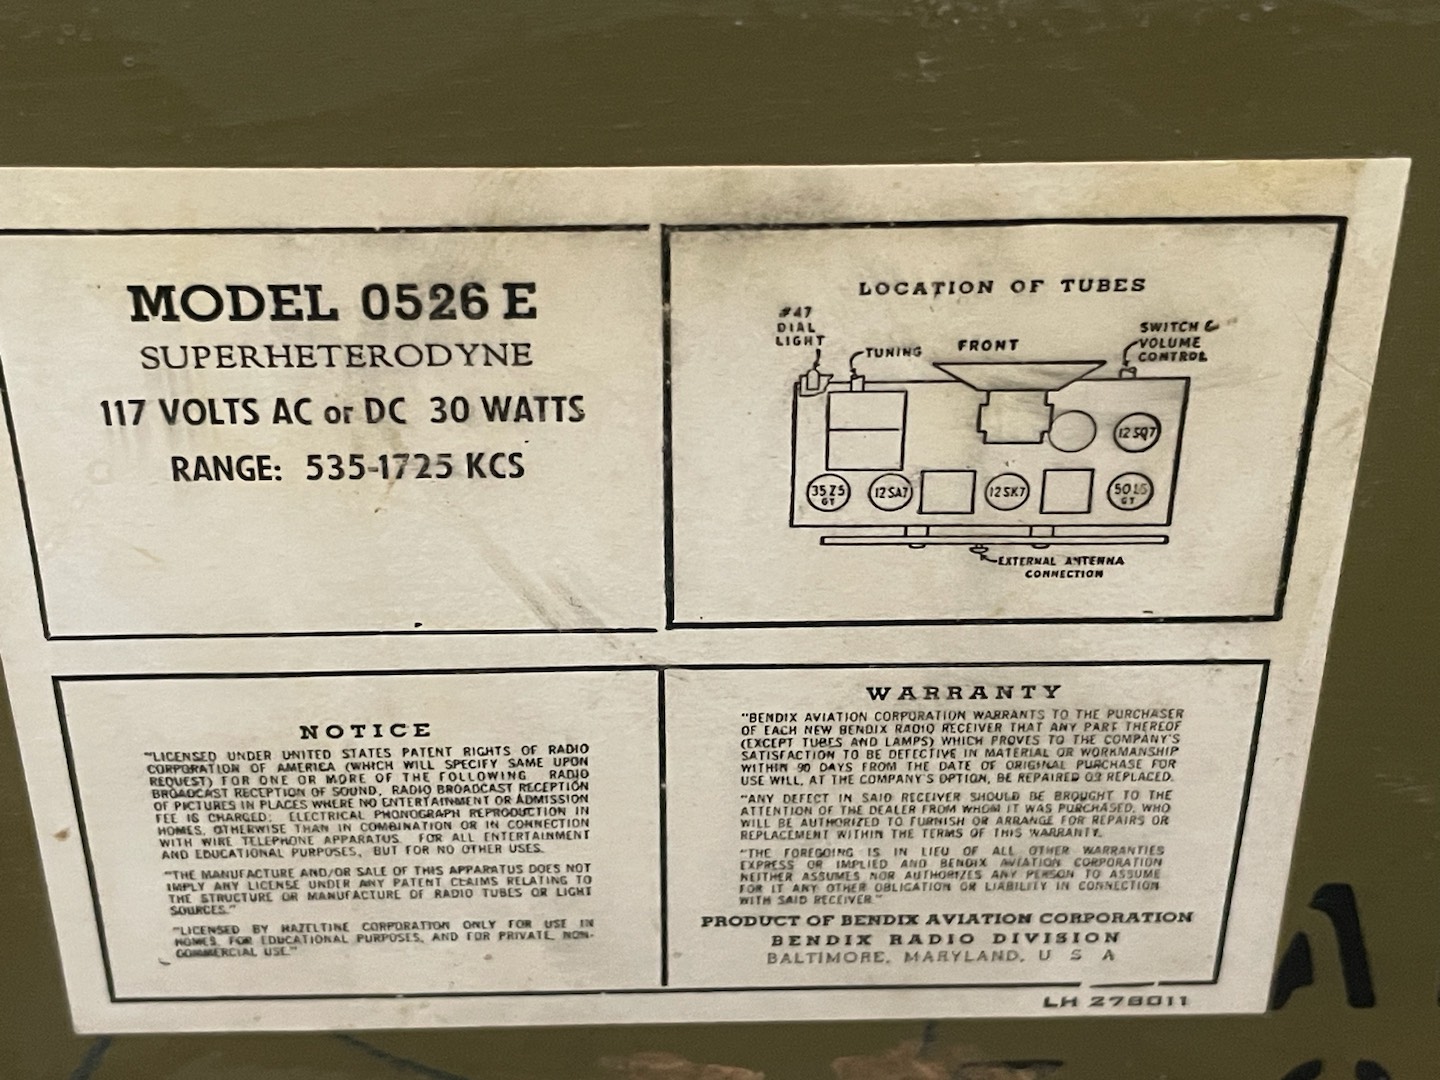 MODEL 0526 E
SUPERHETERODYNE
117 VOLTS AC or DC 30 WATTS
RANGE: 535-1725 KCS
LOCATION OF TUBES
#47
DIAL
LIGHT
TUNING
FRONT
SWITCH &
VOLUME
CONTROL
12SQ7
35Z5
GT
12SA7
12SK7
50L6
GT
EXTERNAL ANTENNA
CONNECTION
NOTICE
"LICENSED UNDER UNITED STATES PATENT RIGHTS OF RADIO
CORPORATION OF AMERICA (WHICH WILL SPECIFY SAME UPON
REQUEST) FOR ONE OR MORE OF THE FOLLOWING RADIO
BROADCAST RECEPTION OF SOUND, RADIO BROADCAST RECEPTION
OF PICTURES IN PLACES WHERE NO ENTERTAINMENT OR ADMISSION
FEE IS CHARGED; ELECTRICAL PHONOGRAPH REPRODUCTION IN
HOMES, OTHERWISE THAN IN COMBINATION OR IN CONNECTION
WITH WIRE TELEPHONE APPARATUS. FOR ALL ENTERTAINMENT
AND EDUCATIONAL PURPOSES, BUT FOR NO OTHER USES.
"THE MANUFACTURE AND/OR SALE OF THIS APPARATUS DOES NOT
IMPLY ANY LICENSE UNDER ANY PATENT CLAIMS RELATING TO
THE STRUCTURE OR MANUFACTURE OF RADIO TUBES OR LIGHT
SOURCES."
"LICENSED BY HAZELTINE CORPORATION ONLY FOR USE IN
HOMES, FOR EDUCATIONAL PURPOSES, AND FOR PRIVATE, NON-
COMMERCIAL USE."
WARRANTY
"BENDIX AVIATION CORPORATION WARRANTS TO THE PURCHASER
OF EACH NEW BENDIX RADIO RECEIVER THAT ANY PART THEREOF
(EXCEPT TUBES AND LAMPS) WHICH PROVES TO THE COMPANY'S
SATISFACTION TO BE DEFECTIVE IN MATERIAL OR WORKMANSHIP
WITHIN 90 DAYS FROM THE DATE OF ORIGINAL PURCHASE FOR
USE WILL, AT THE COMPANY'S OPTION, BE REPAIRED OR REPLACED.
"ANY DEFECT IN SAID RECEIVER SHOULD BE BROUGHT TO THE
ATTENTION OF THE DEALER FROM WHOM IT WAS PURCHASED, WHO
WILL BE AUTHORIZED TO FURNISH OR ARRANGE FOR REPAIRS OR
REPLACEMENT WITHIN THE TERMS OF THIS WARRANTY.
"THE FOREGOING IS IN LIEU OF ALL OTHER WARRANTIES
EXPRESS OR IMPLIED AND BENDIX AVIATION CORPORATION
NEITHER ASSUMES NOR AUTHORIZES ANY PERSON TO ASSUME
FOR IT ANY OTHER OBLIGATION OR LIABILITY IN CONNECTION
WITH SAID RECEIVER"
PRODUCT OF BENDIX AVIATION CORPORATION
BENDIX RADIO DIVISION
BALTIMORE, MARYLAND, U S A
LH 278011
A